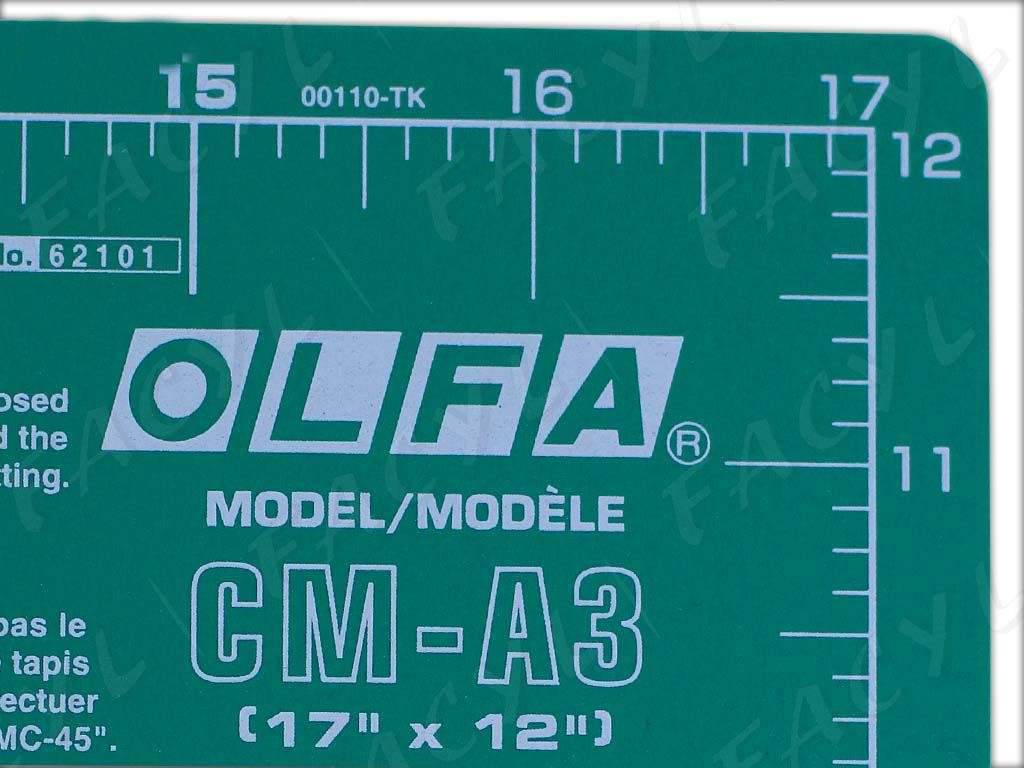 15 00110-TK 16 17
12
o. 62101
OLFA®
osed
d the
tting.
11
MODEL/MODÈLE
CM-A3
(17" x 12")
pas le
e tapis
ectuer
MC-45".
FACYL